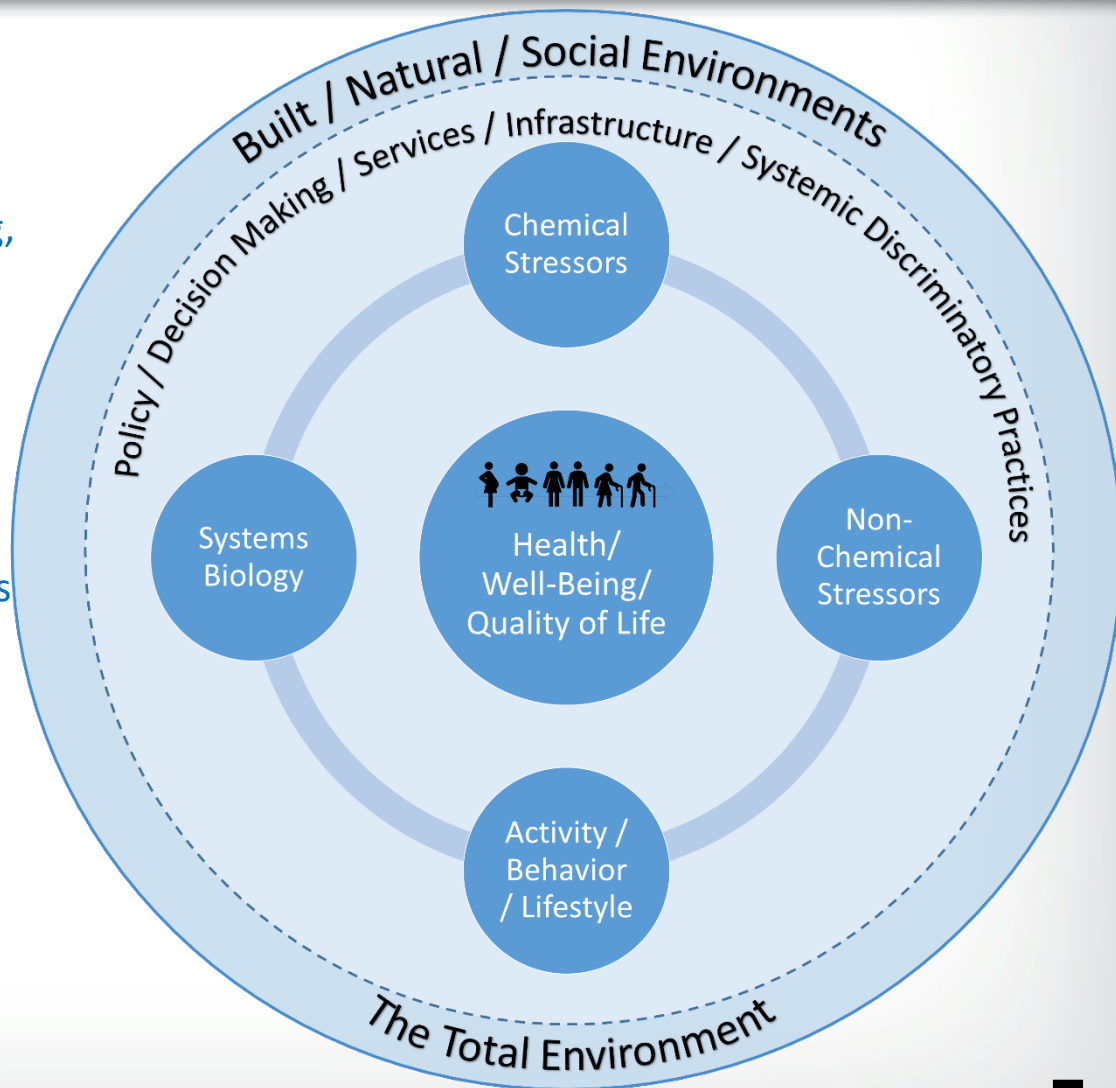 Built / Natural / Social Environments
Policy / Decision Making / Services / Infrastructure / Systemic Discriminatory Practices
Chemical
Stressors
g,
Systems
Biology
Health/
Well-Being/
Quality of Life
Non-
Chemical
Stressors
s
Activity /
Behavior
/ Lifestyle
The Total Environment